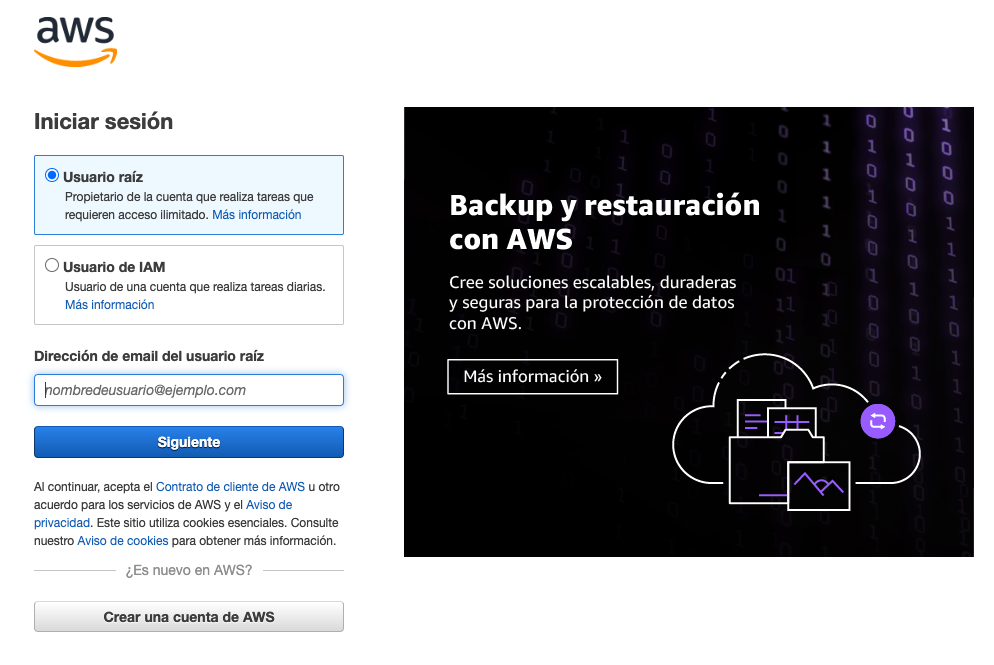 aws
Iniciar sesión
Usuario raíz
Propietario de la cuenta que realiza tareas que
requieren acceso ilimitado. Más información
Usuario de IAM
Usuario de una cuenta que realiza tareas diarias.
Más información
Dirección de email del usuario raíz
nombredeusuario@ejemplo.com
Siguiente
Al continuar, acepta el Contrato de cliente de AWS u otro
acuerdo para los servicios de AWS y el Aviso de
privacidad. Este sitio utiliza cookies esenciales. Consulte
nuestro Aviso de cookies para obtener más información.
¿Es nuevo en AWS?
Crear una cuenta de AWS
Backup y restauración
con AWS
Cree soluciones escalables, duraderas
y seguras para la protección de datos
con AWS.
Más información »